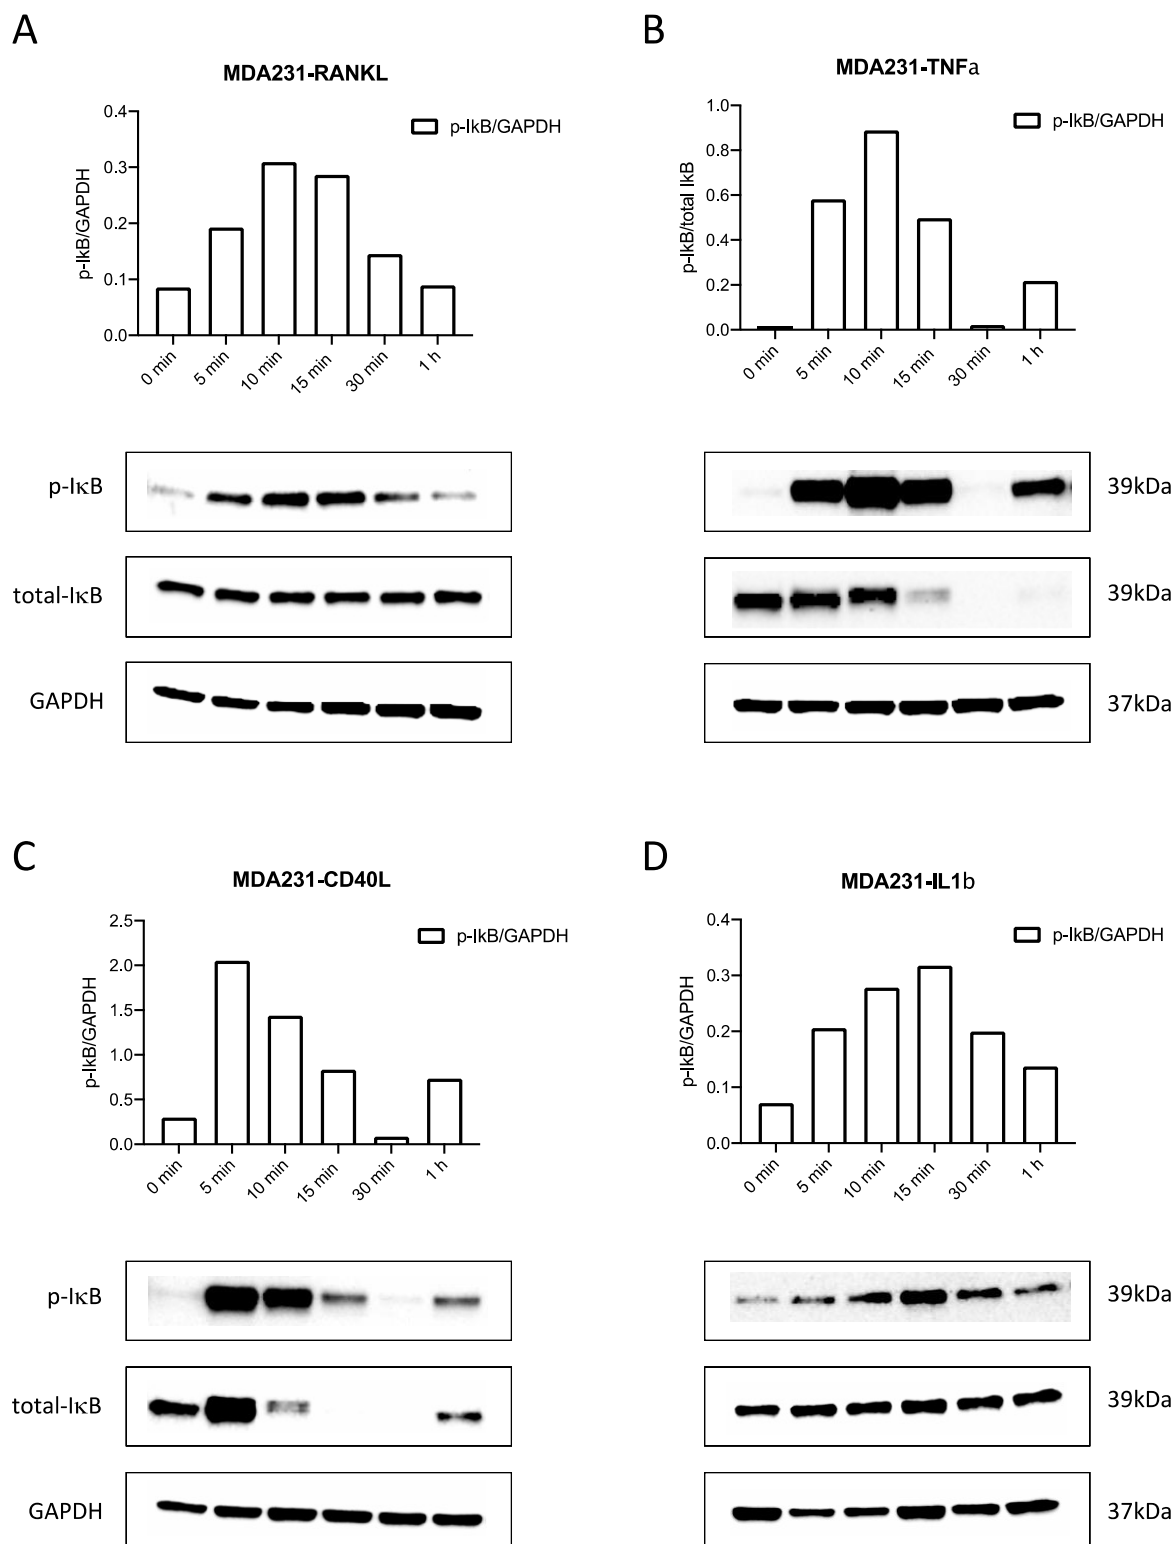 A
MDA231-RANKL
p-IkB/GAPDH
p-IkB/GAPDH
0.4
0.3
0.2
0.1
0.0
0 min
5 min
10 min
15 min
30 min
1 h
p-IκB
total-IκB
GAPDH
B
MDA231-TNFa
p-IkB/GAPDH
p-IkB/total IkB
1.0
0.8
0.6
0.4
0.2
0.0
0 min
5 min
10 min
15 min
30 min
1 h
39kDa
39kDa
37kDa
C
MDA231-CD40L
p-IkB/GAPDH
p-IkB/GAPDH
2.5
2.0
1.5
1.0
0.5
0.0
0 min
5 min
10 min
15 min
30 min
1 h
p-IκB
total-IκB
GAPDH
D
MDA231-IL1b
p-IkB/GAPDH
p-IkB/GAPDH
0.4
0.3
0.2
0.1
0.0
0 min
5 min
10 min
15 min
30 min
1 h
39kDa
39kDa
37kDa